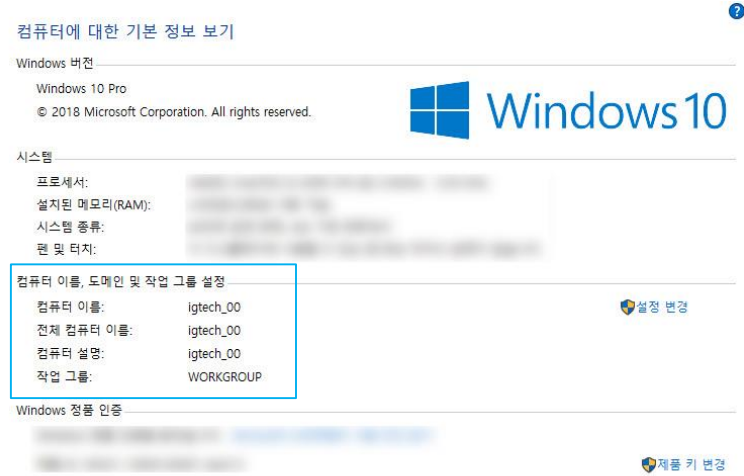 컴퓨터에 대한 기본 정보 보기
Windows 버전
Windows 10 Pro
© 2018 Microsoft Corporation. All rights reserved.
Windows 10
시스템
프로세서:
설치된 메모리(RAM):
시스템 종류:
펜 및 터치:
컴퓨터 이름, 도메인 및 작업 그룹 설정
컴퓨터 이름: igtech_00 설정 변경
전체 컴퓨터 이름: igtech_00
컴퓨터 설명: igtech_00
작업 그룹: WORKGROUP
Windows 정품 인증
제품 키 변경